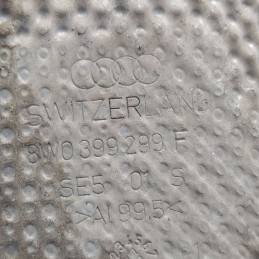 SWITZERLAND
8W0 399 299 F
SE5 01 S
>Al 99,5<